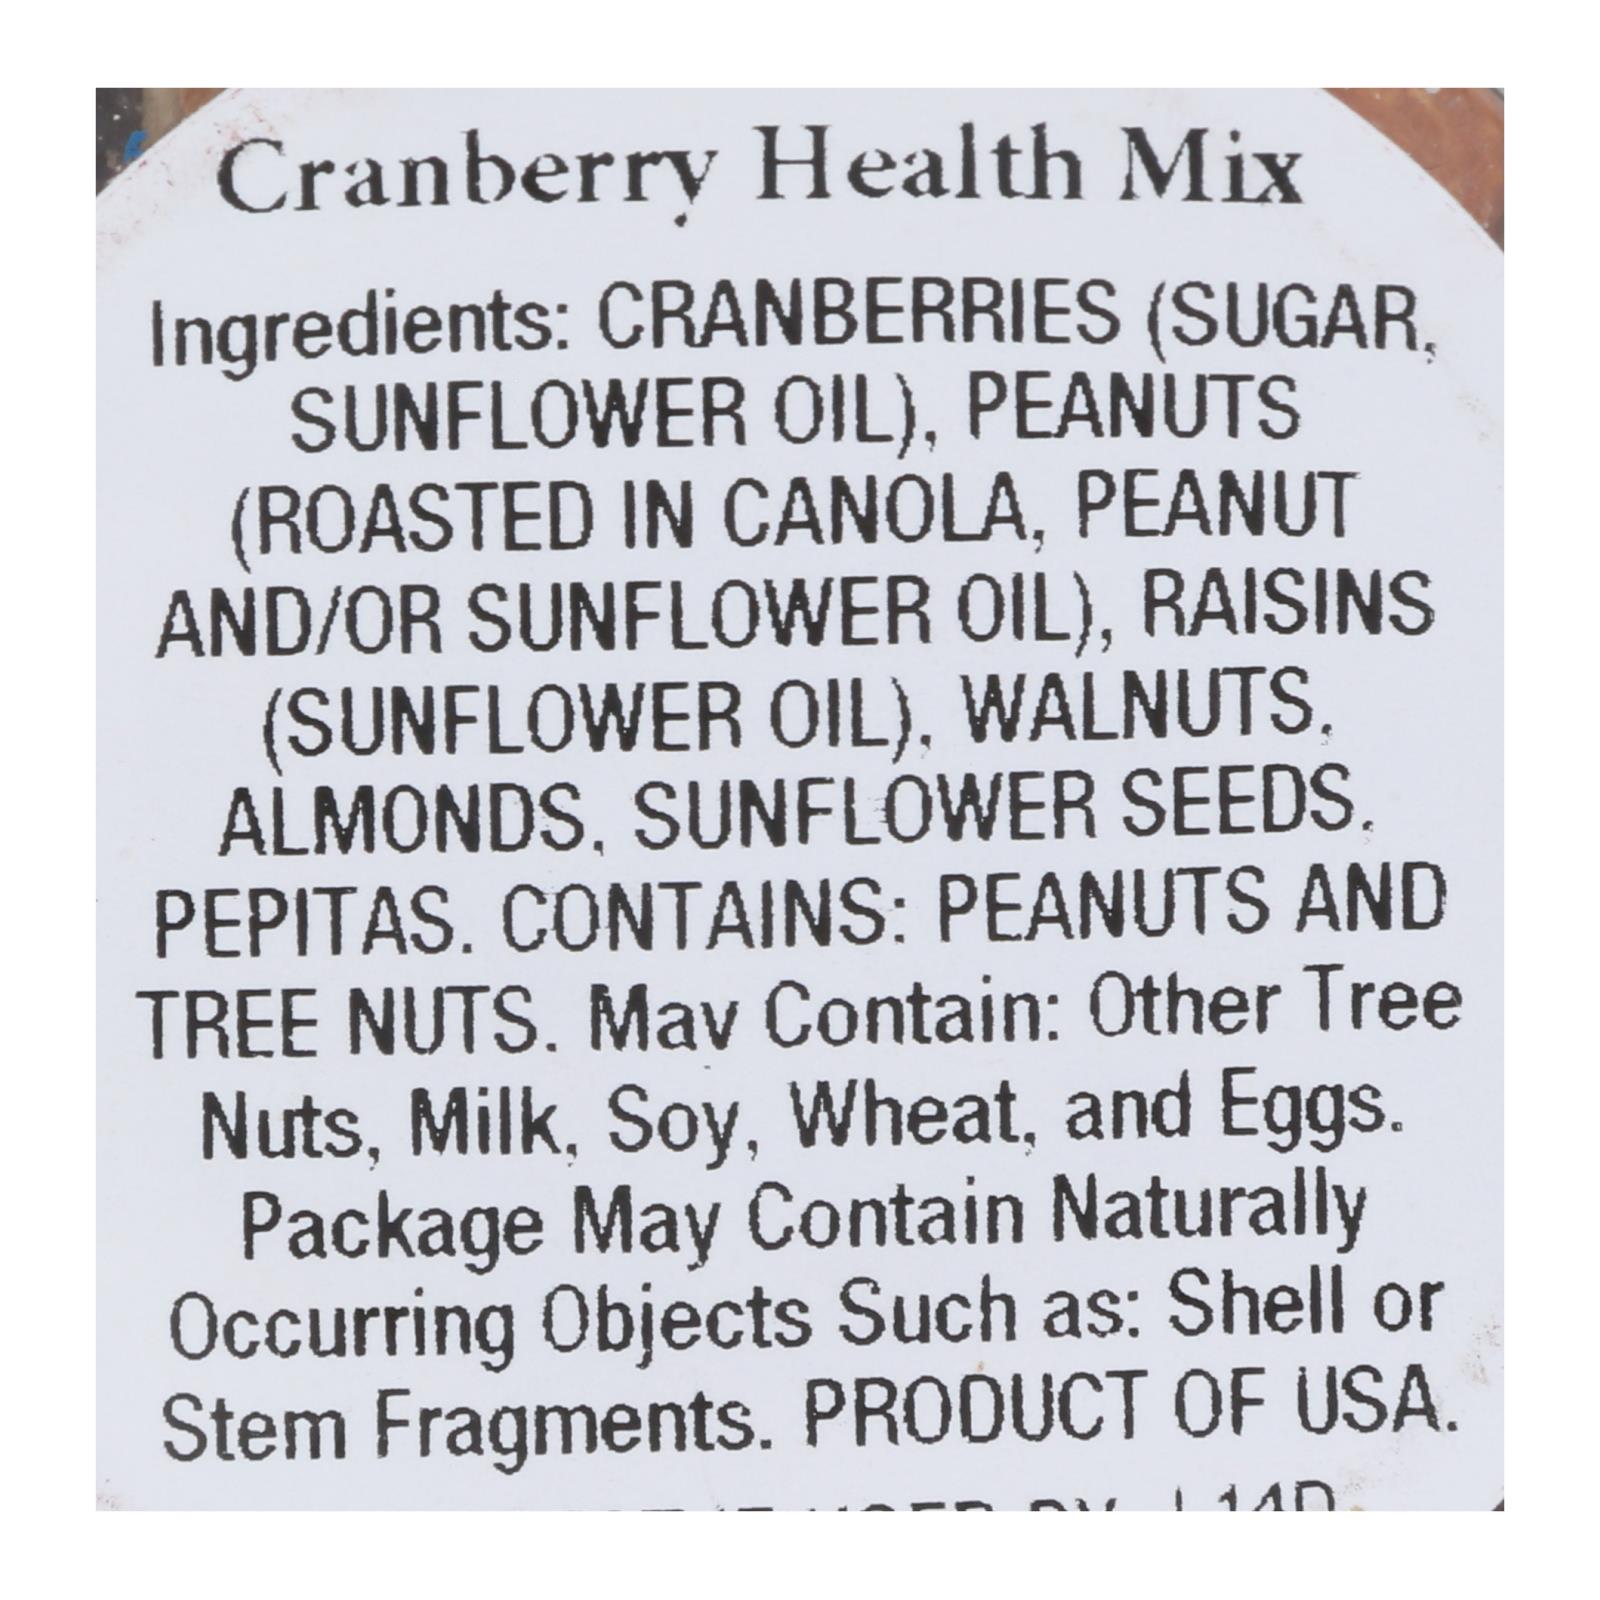 Cranberry Health Mix
Ingredients: CRANBERRIES (SUGAR,
SUNFLOWER OIL), PEANUTS
(ROASTED IN CANOLA, PEANUT
AND/OR SUNFLOWER OIL), RAISINS
(SUNFLOWER OIL), WALNUTS,
ALMONDS, SUNFLOWER SEEDS,
PEPITAS. CONTAINS: PEANUTS AND
TREE NUTS. May Contain: Other Tree
Nuts, Milk, Soy, Wheat, and Eggs.
Package May Contain Naturally
Occurring Objects Such as: Shell or
Stem Fragments. PRODUCT OF USA.